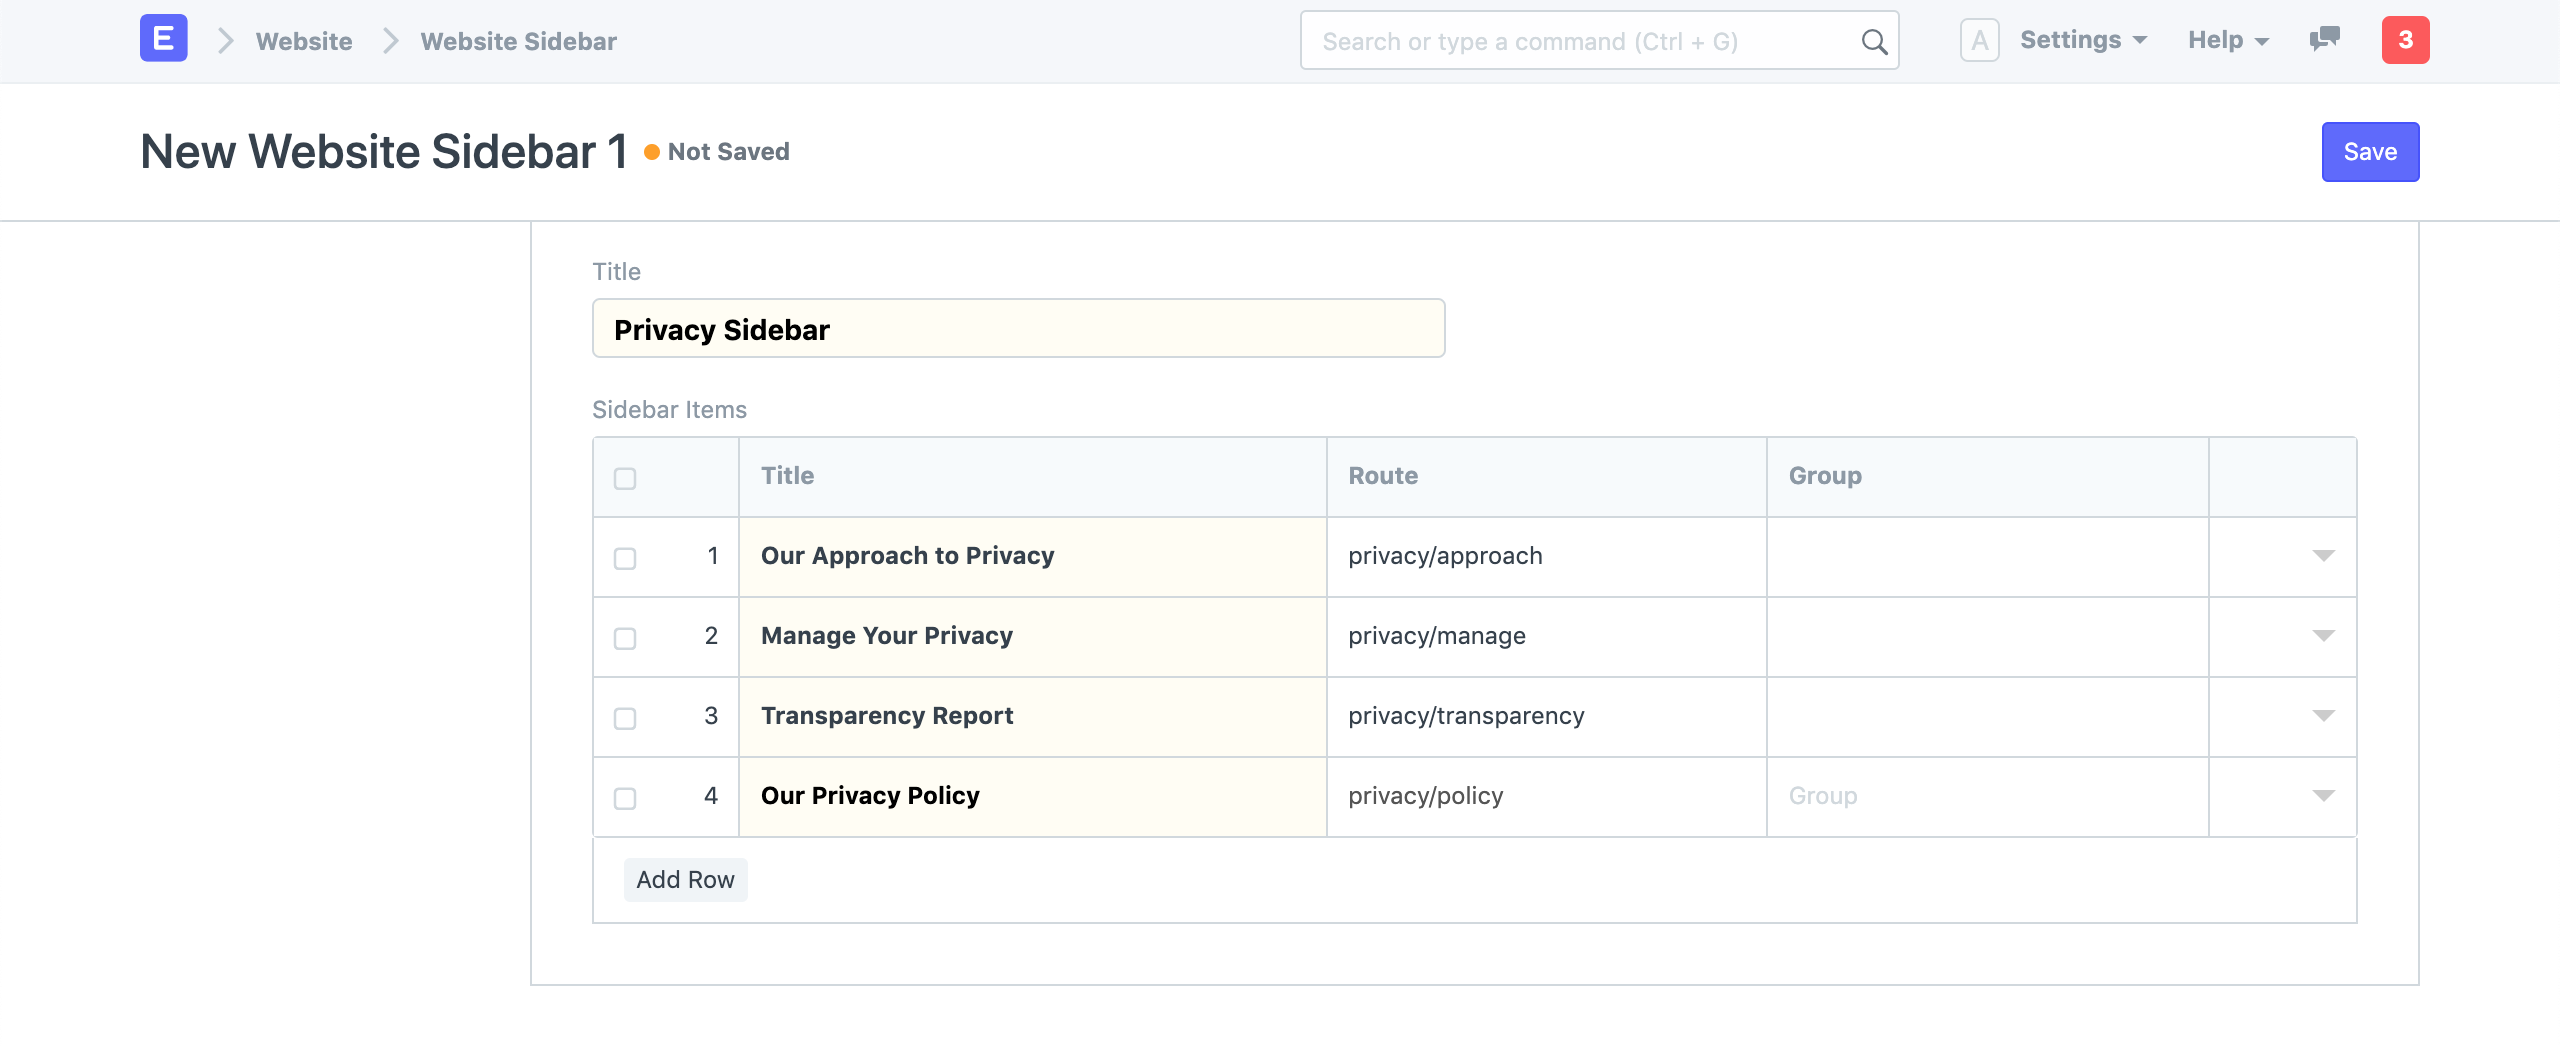 E Website Website Sidebar Search or type a command (Ctrl + G) A Settings Help 3
New Website Sidebar 1 Not Saved Save
Title
Privacy Sidebar
Sidebar Items
Title Route Group
1 Our Approach to Privacy privacy/approach
2 Manage Your Privacy privacy/manage
3 Transparency Report privacy/transparency
4 Our Privacy Policy privacy/policy Group
Add Row